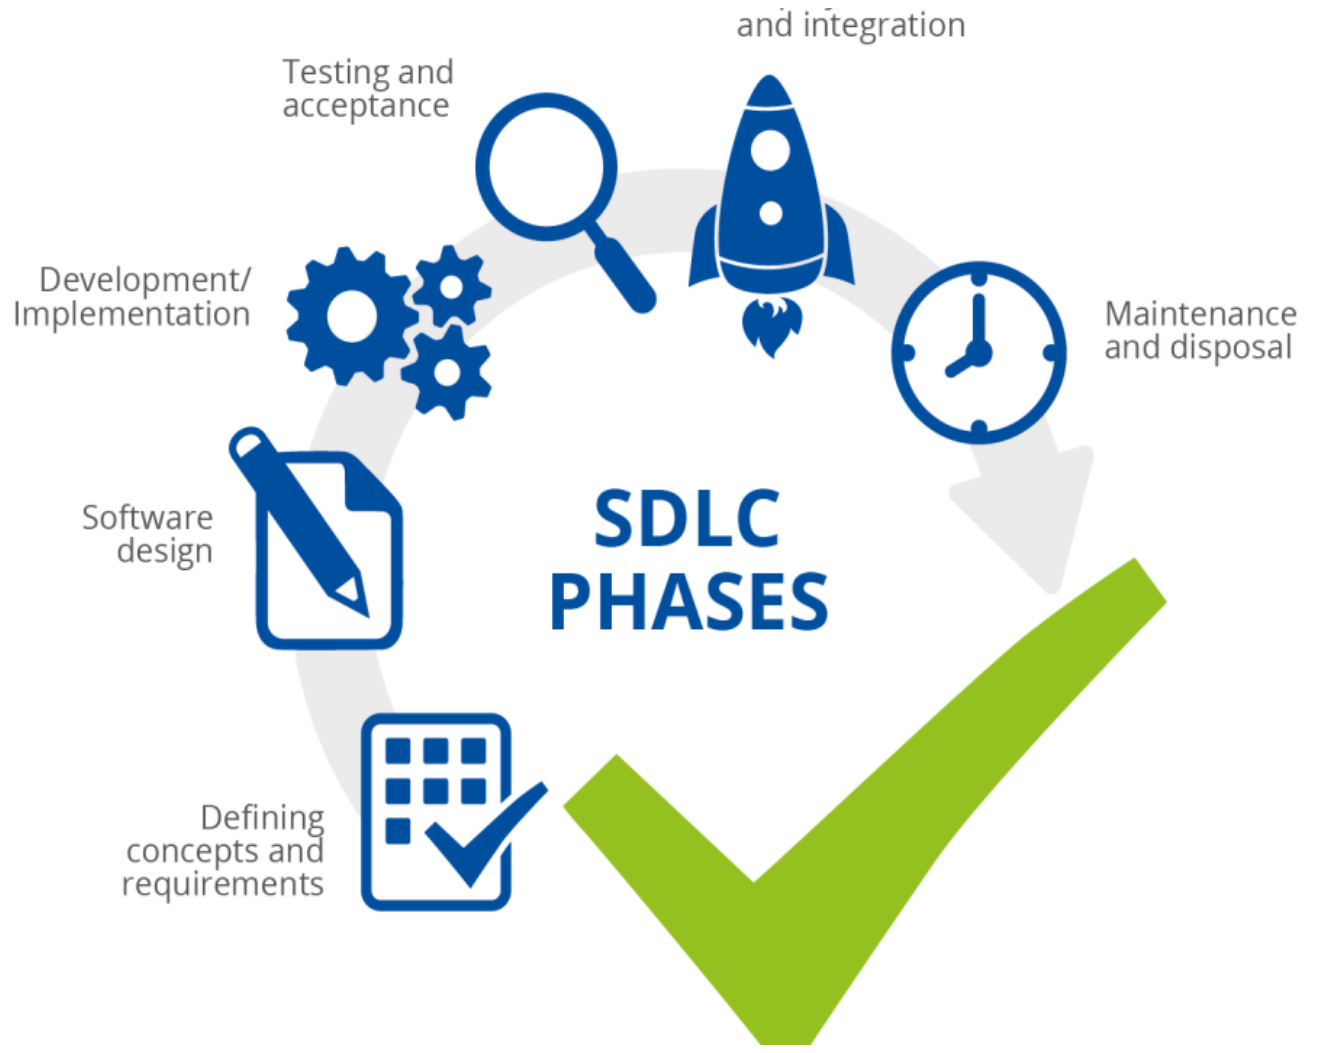 and integration
Testing and
acceptance
Development/
Implementation
Maintenance
and disposal
Software
design
SDLC
PHASES
Defining
concepts and
requirements